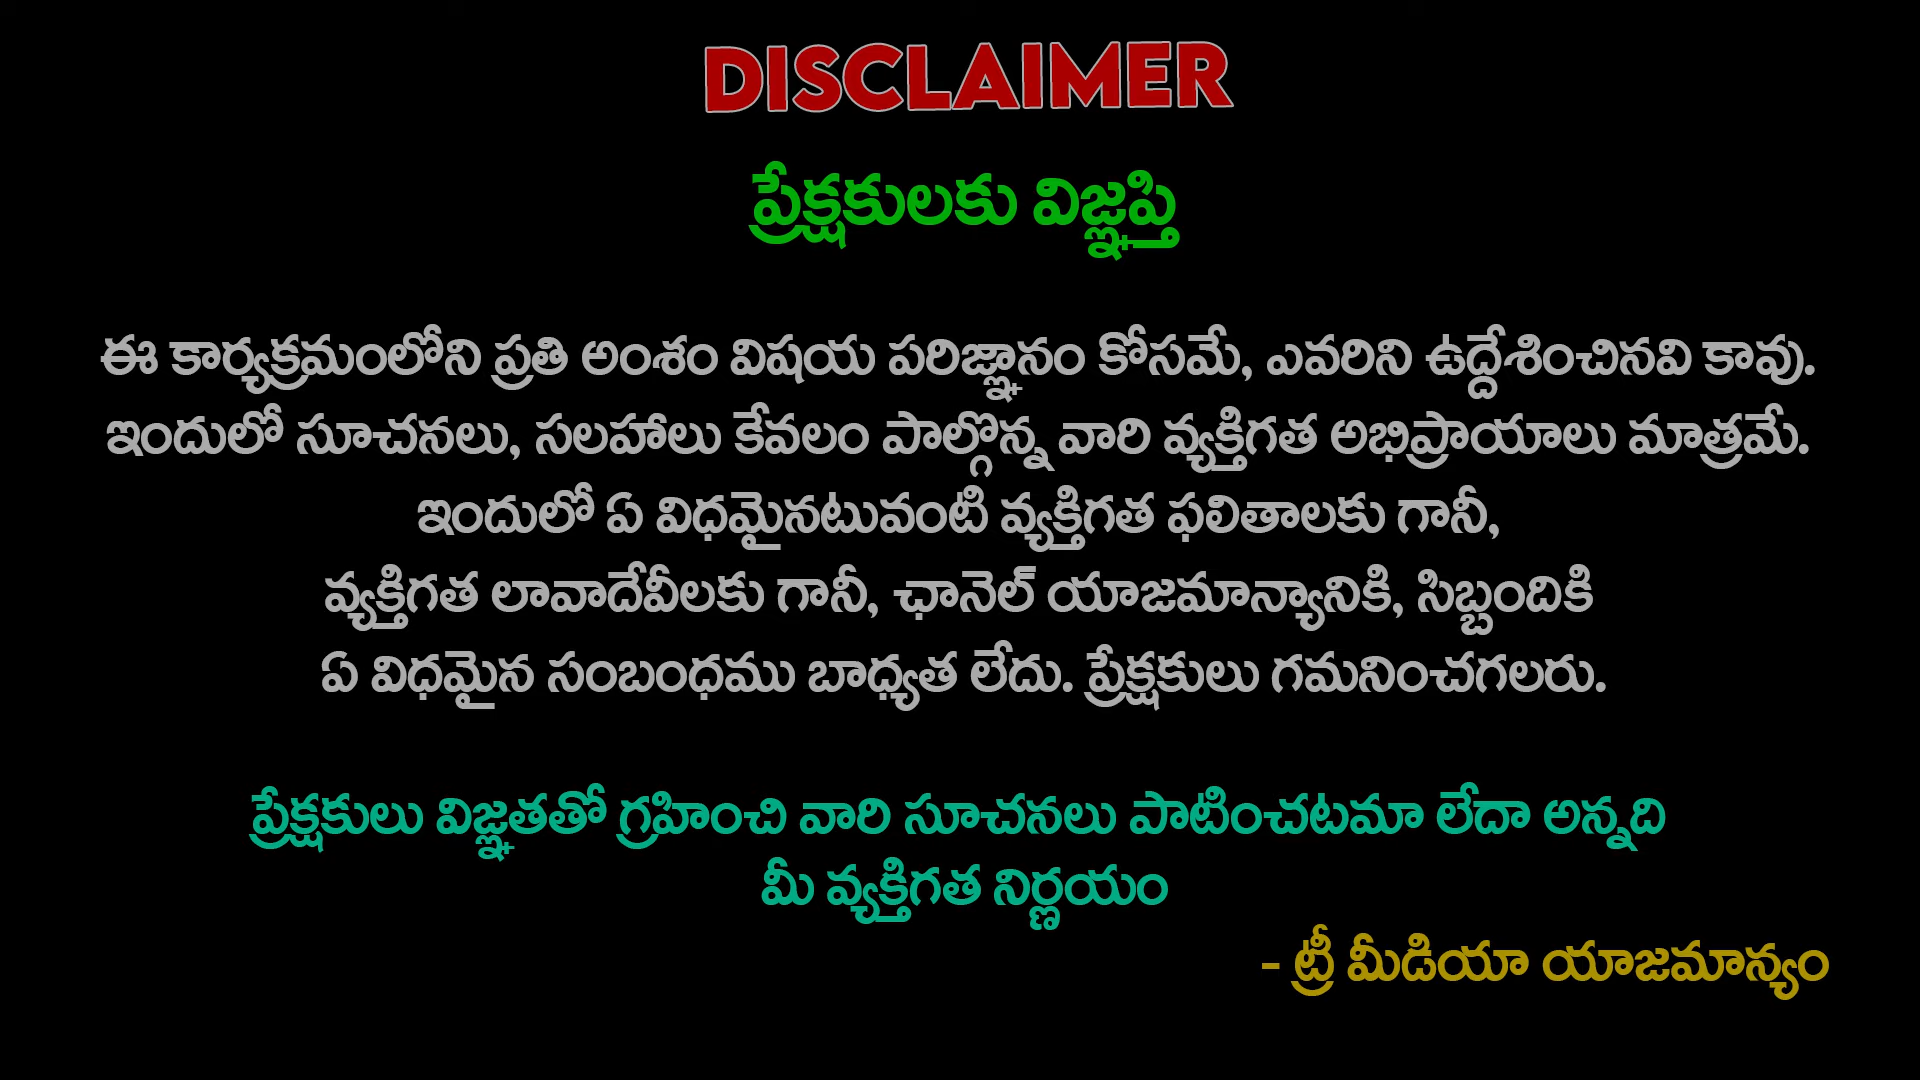 DISCLAIMER
ప్రేక్షకులకు విజ్ఞప్తి
ఈ కార్యక్రమంలోని ప్రతి అంశం విషయ పరిజ్ఞానం కోసమే, ఎవరిని ఉద్దేశించినవి కావు.
ఇందులో సూచనలు, సలహాలు కేవలం పాల్గొన్న వారి వ్యక్తిగత అభిప్రాయాలు మాత్రమే.
ఇందులో ఏ విధమైనటువంటి వ్యక్తిగత ఫలితాలకు గానీ,
వ్యక్తిగత లావాదేవీలకు గానీ, ఛానెల్ యాజమాన్యానికి, సిబ్బందికి
ఏ విధమైన సంబంధము బాధ్యత లేదు. ప్రేక్షకులు గమనించగలరు.
ప్రేక్షకులు విజ్ఞతతో గ్రహించి వారి సూచనలు పాటించటమా లేదా అన్నది
మీ వ్యక్తిగత నిర్ణయం
- ట్రీ మీడియా యాజమాన్యం